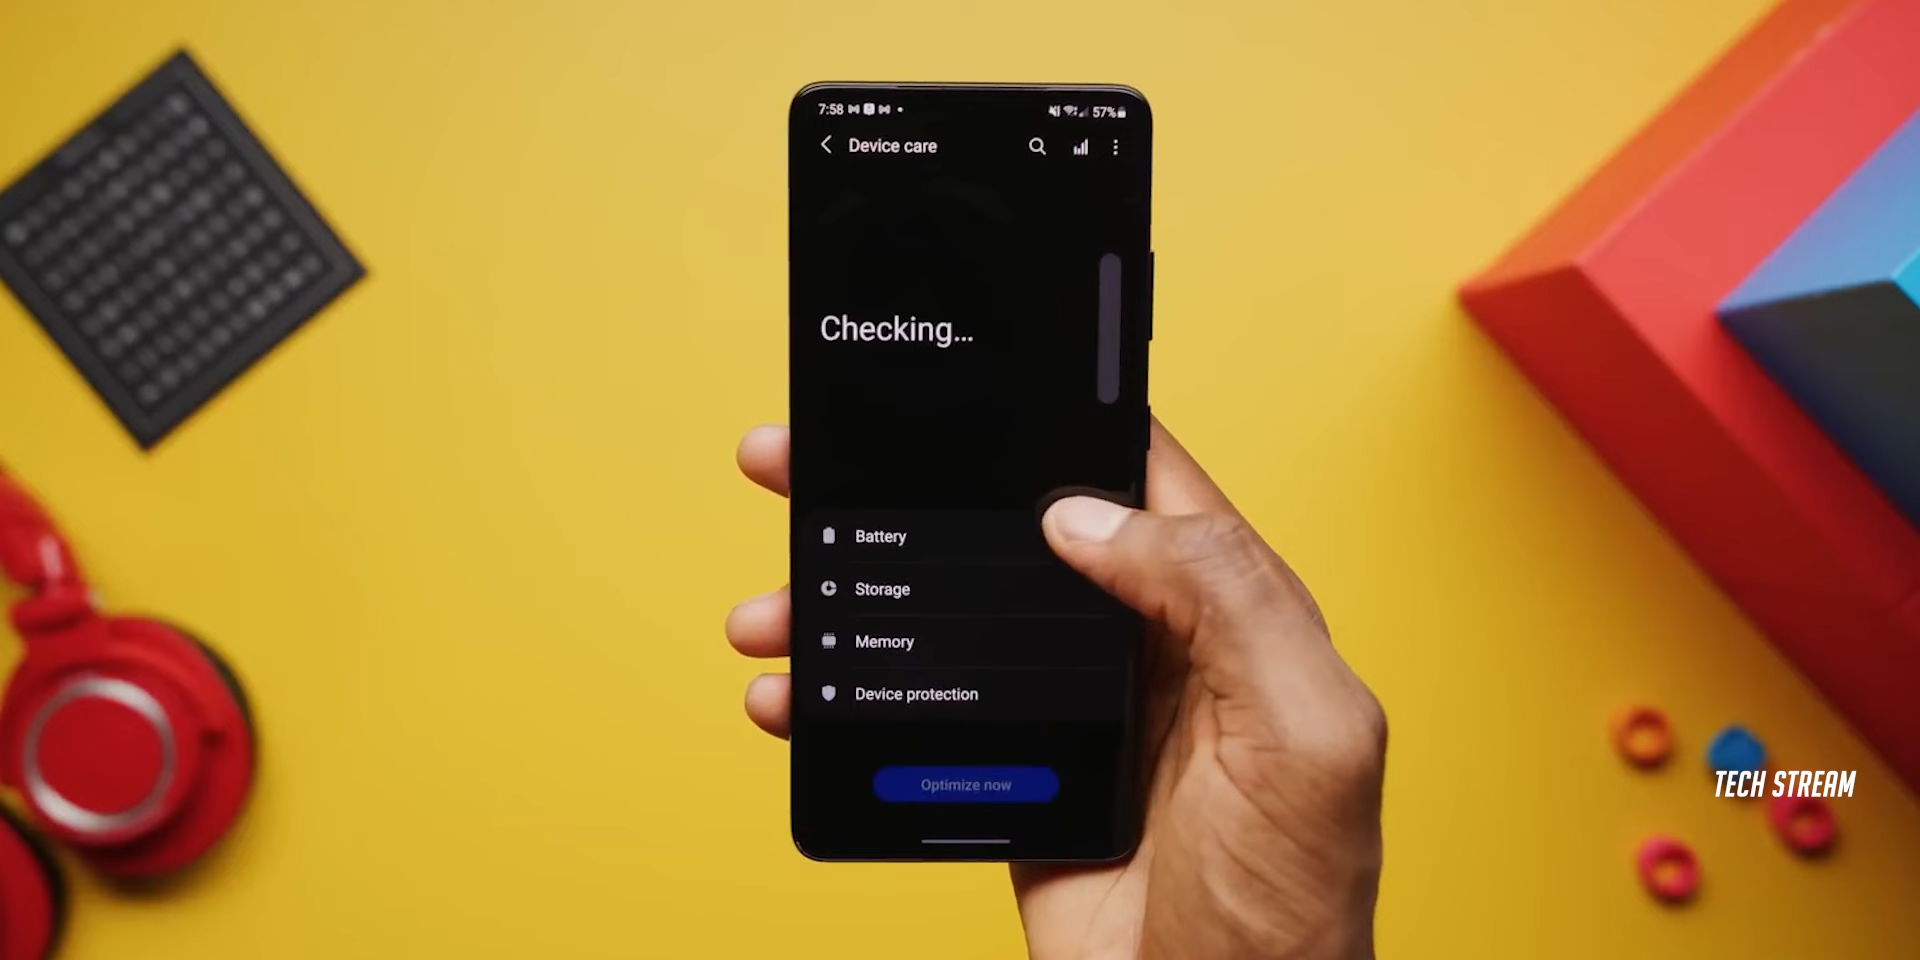 7:58
57%
Device care
Checking...
Battery
Storage
Memory
Device protection
Optimize now
TECH STREAM